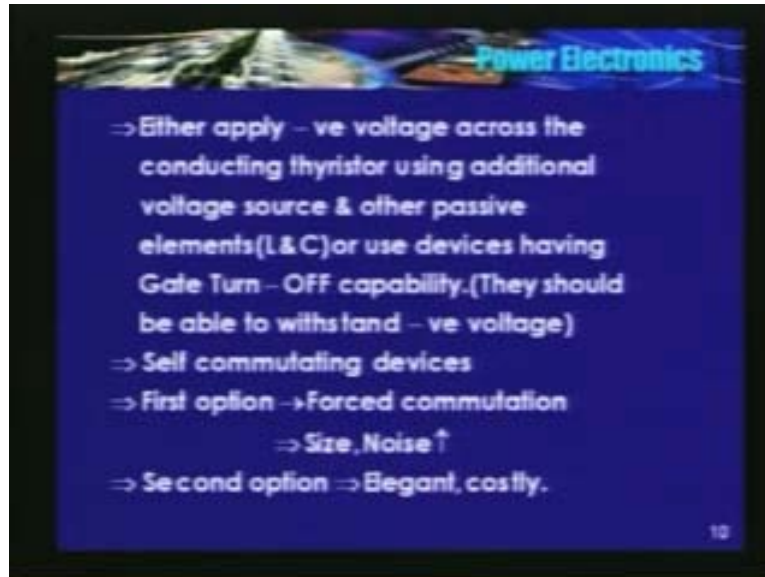 Power Electronics
⇒Either apply – ve voltage across the
conducting thyristor using additional
voltage source & other passive
elements(L&C)or use devices having
Gate Turn – OFF capability.(They should
be able to withstand – ve voltage)
⇒ Self commutating devices
⇒ First option →Forced commutation
⇒Size,Noise↑
⇒ Second option ⇒Elegant,costly.
10